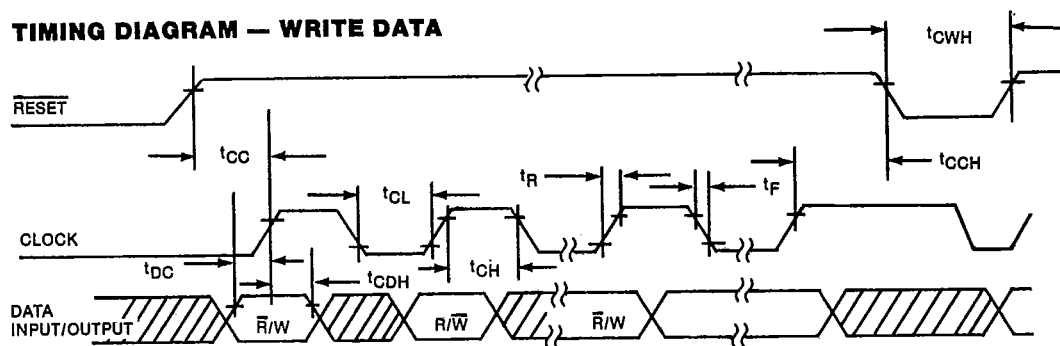 TIMING DIAGRAM — WRITE DATA
tCWH
RESET
tCC
tCCH
tCL
tR
tF
CLOCK
tDC
tCDH
tCH
DATA
INPUT/OUTPUT
R̅/W
R/W̅
R̅/W